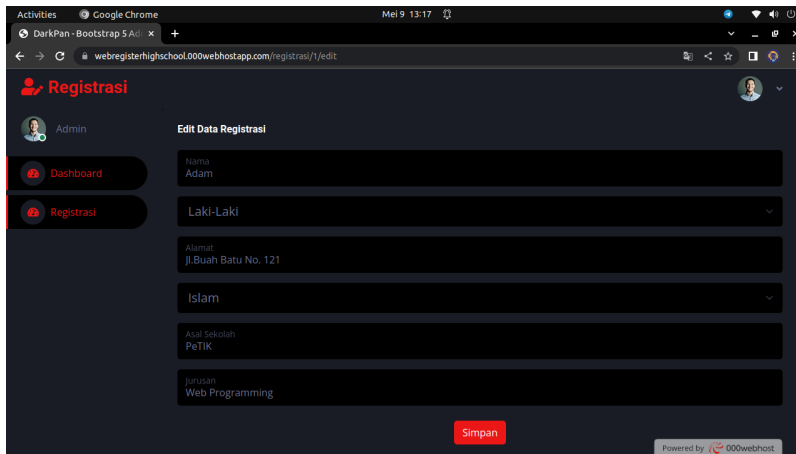 Activities Google Chrome Mei 9 13:17
DarkPan - Bootstrap 5 Ad
webregisterhighschool.000webhostapp.com/registrasi/1/edit
Registrasi
Admin
Dashboard
Registrasi
Edit Data Registrasi
Nama
Adam
Laki-Laki
Alamat
Jl.Buah Batu No. 121
Islam
Asal Sekolah
PeTIK
Jurusan
Web Programming
Simpan
Powered by 000webhost